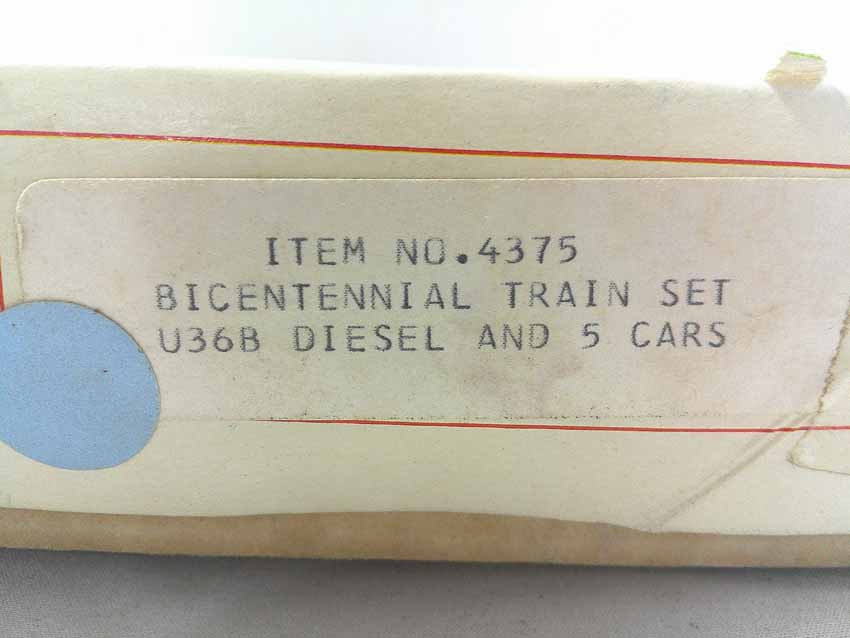 ITEM NO.4375
BICENTENNIAL TRAIN SET
U36B DIESEL AND 5 CARS